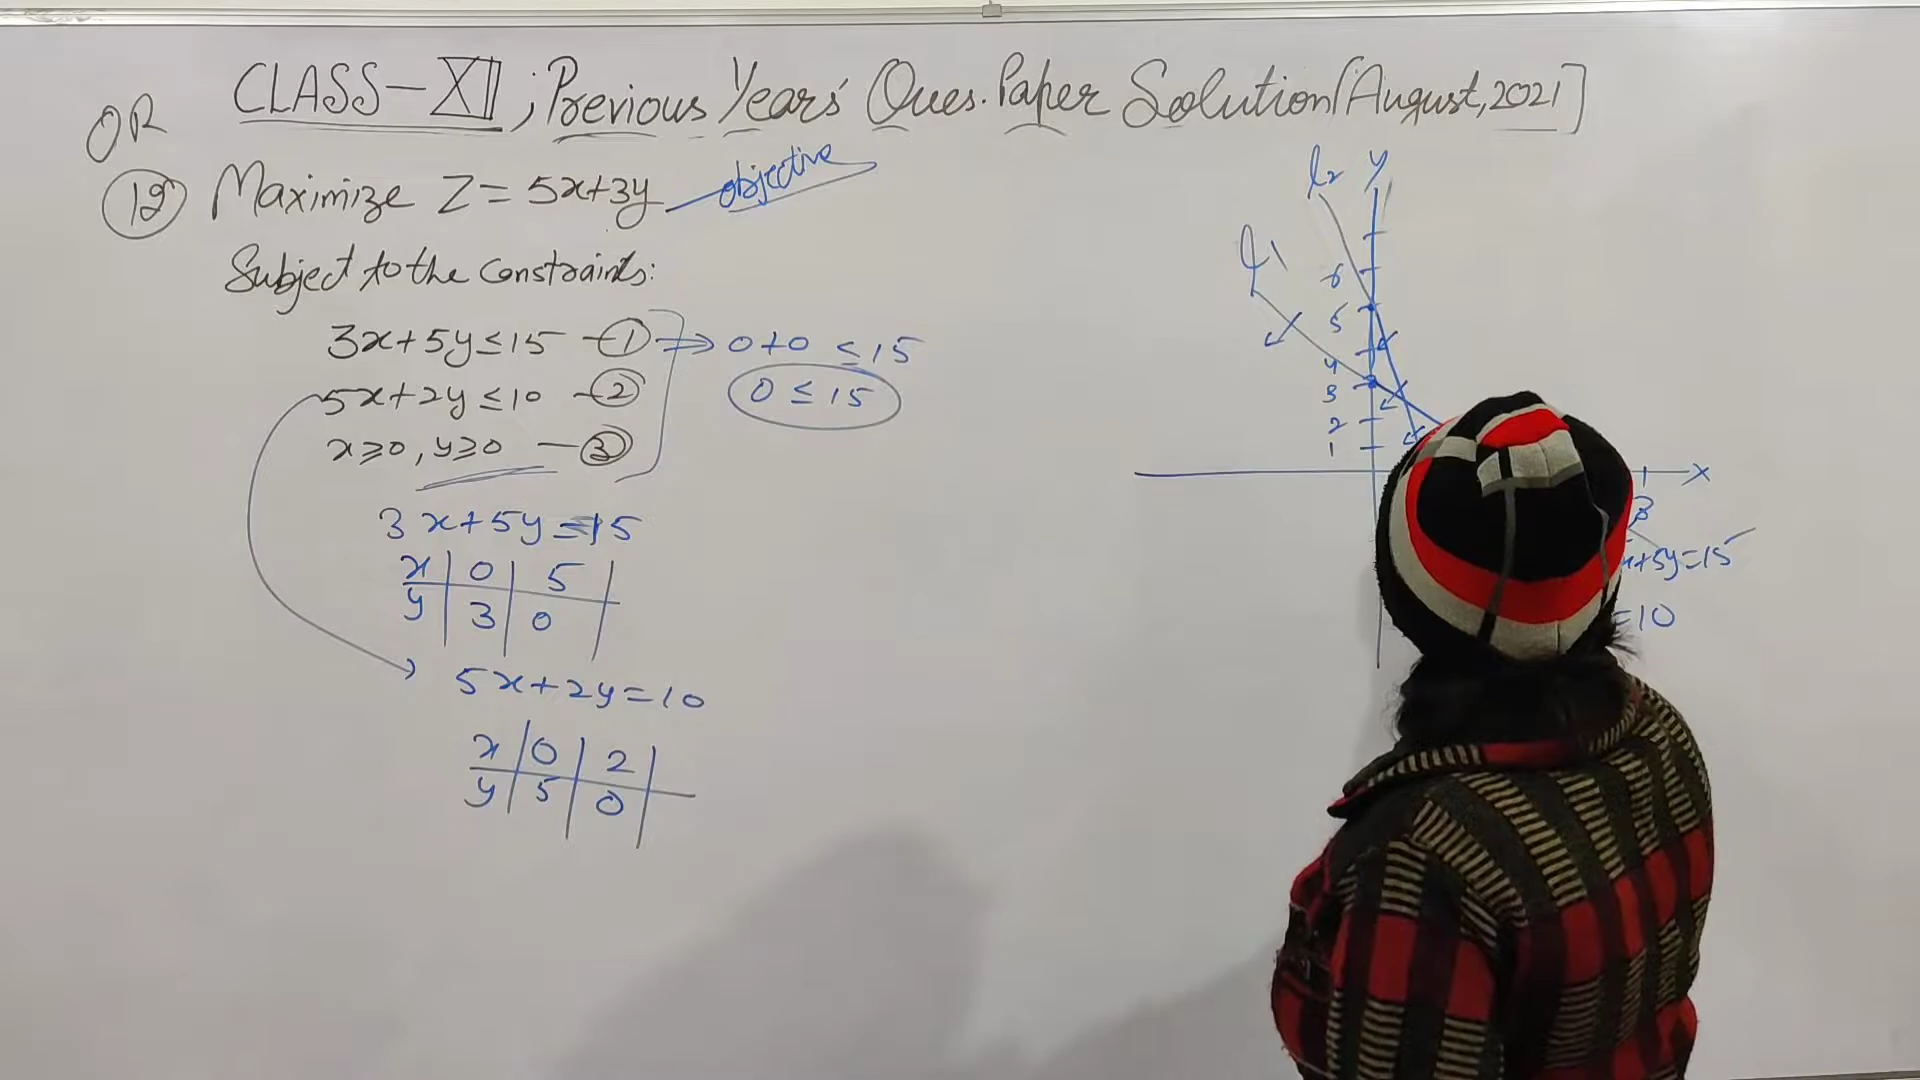 CLASS-XII; Previous Years' Ques. Paper Solution [August, 2021]
OR
12 Maximize Z = 5x+3y objective
Subject to the Constraints:
3x+5y≤15 -①⇒ 0+0 ≤15
5x+2y≤10 -② 0 ≤ 15
x≥0, y≥0 -③
3x+5y=15
x 0 5
y 3 0
5x+2y=10
x 0 2
y 5 0
l2 y
l1
6
5
4
3
2
1
x
+5y=15
=10